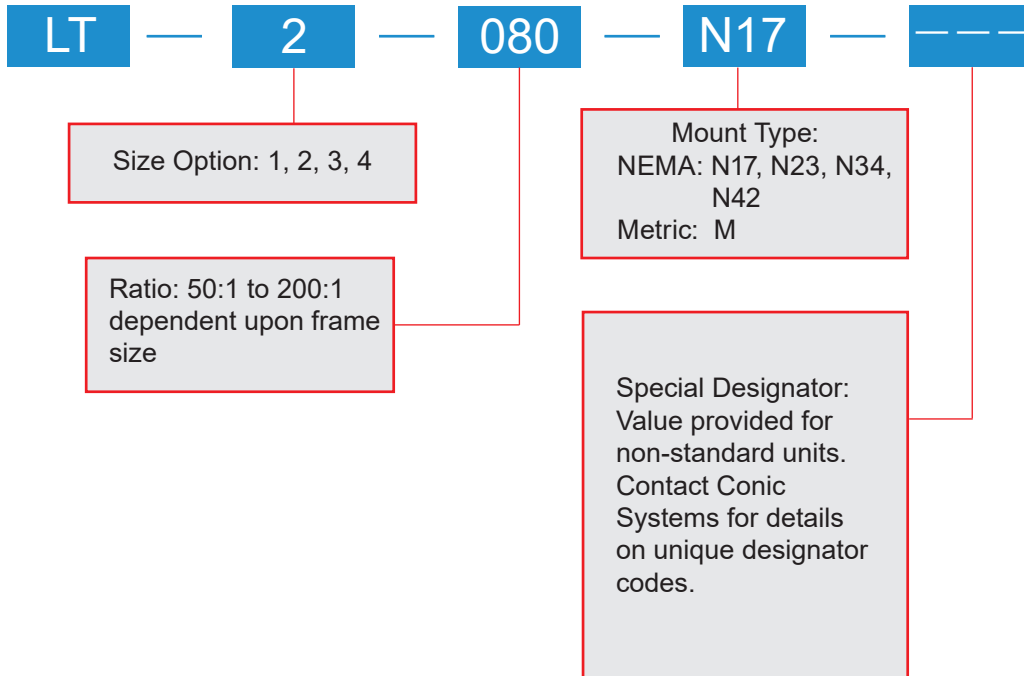 LT — 2 — 080 — N17 — — — —
Size Option: 1, 2, 3, 4
Mount Type:
NEMA: N17, N23, N34,
N42
Metric: M
Ratio: 50:1 to 200:1
dependent upon frame
size
Special Designator:
Value provided for
non-standard units.
Contact Conic
Systems for details
on unique designator
codes.